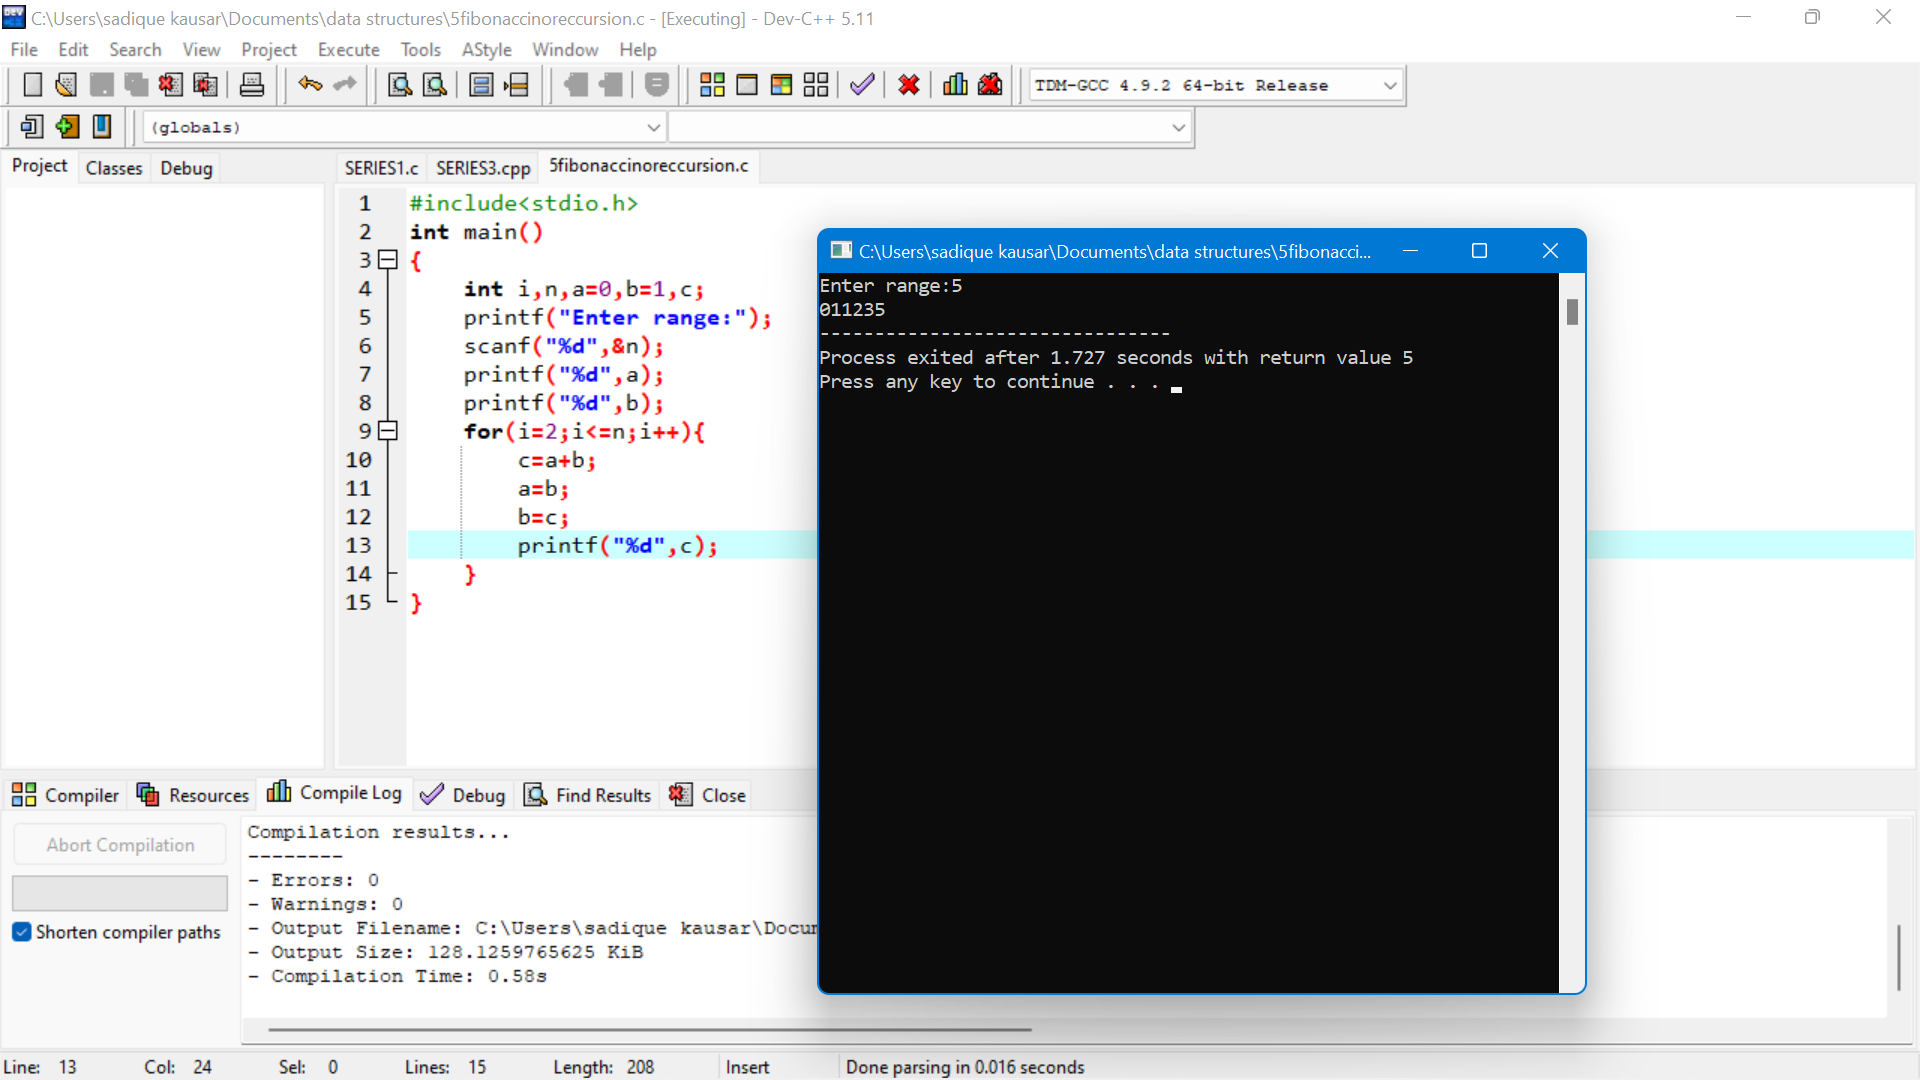 C:\Users\sadique kausar\Documents\data structures\5fibonaccinoreccursion.c - [Executing] - Dev-C++ 5.11
File Edit Search View Project Execute Tools AStyle Window Help
TDM-GCC 4.9.2 64-bit Release
(globals)
Project Classes Debug
SERIES1.c SERIES3.cpp 5fibonaccinoreccursion.c
1 #include<stdio.h>
2 int main()
3 {
4 int i,n,a=0,b=1,c;
5 printf("Enter range:");
6 scanf("%d",&n);
7 printf("%d",a);
8 printf("%d",b);
9 for(i=2;i<=n;i++){
10 c=a+b;
11 a=b;
12 b=c;
13 printf("%d",c);
14 }
15 }
C:\Users\sadique kausar\Documents\data structures\5fibonacci...
Enter range:5
011235
--------------------------------
Process exited after 1.727 seconds with return value 5
Press any key to continue . . .
Compiler Resources Compile Log Debug Find Results Close
Abort Compilation
Shorten compiler paths
Compilation results...
--------
- Errors: 0
- Warnings: 0
- Output Filename: C:\Users\sadique kausar\Docum
- Output Size: 128.1259765625 KiB
- Compilation Time: 0.58s
Line: 13 Col: 24 Sel: 0 Lines: 15 Length: 208 Insert Done parsing in 0.016 seconds